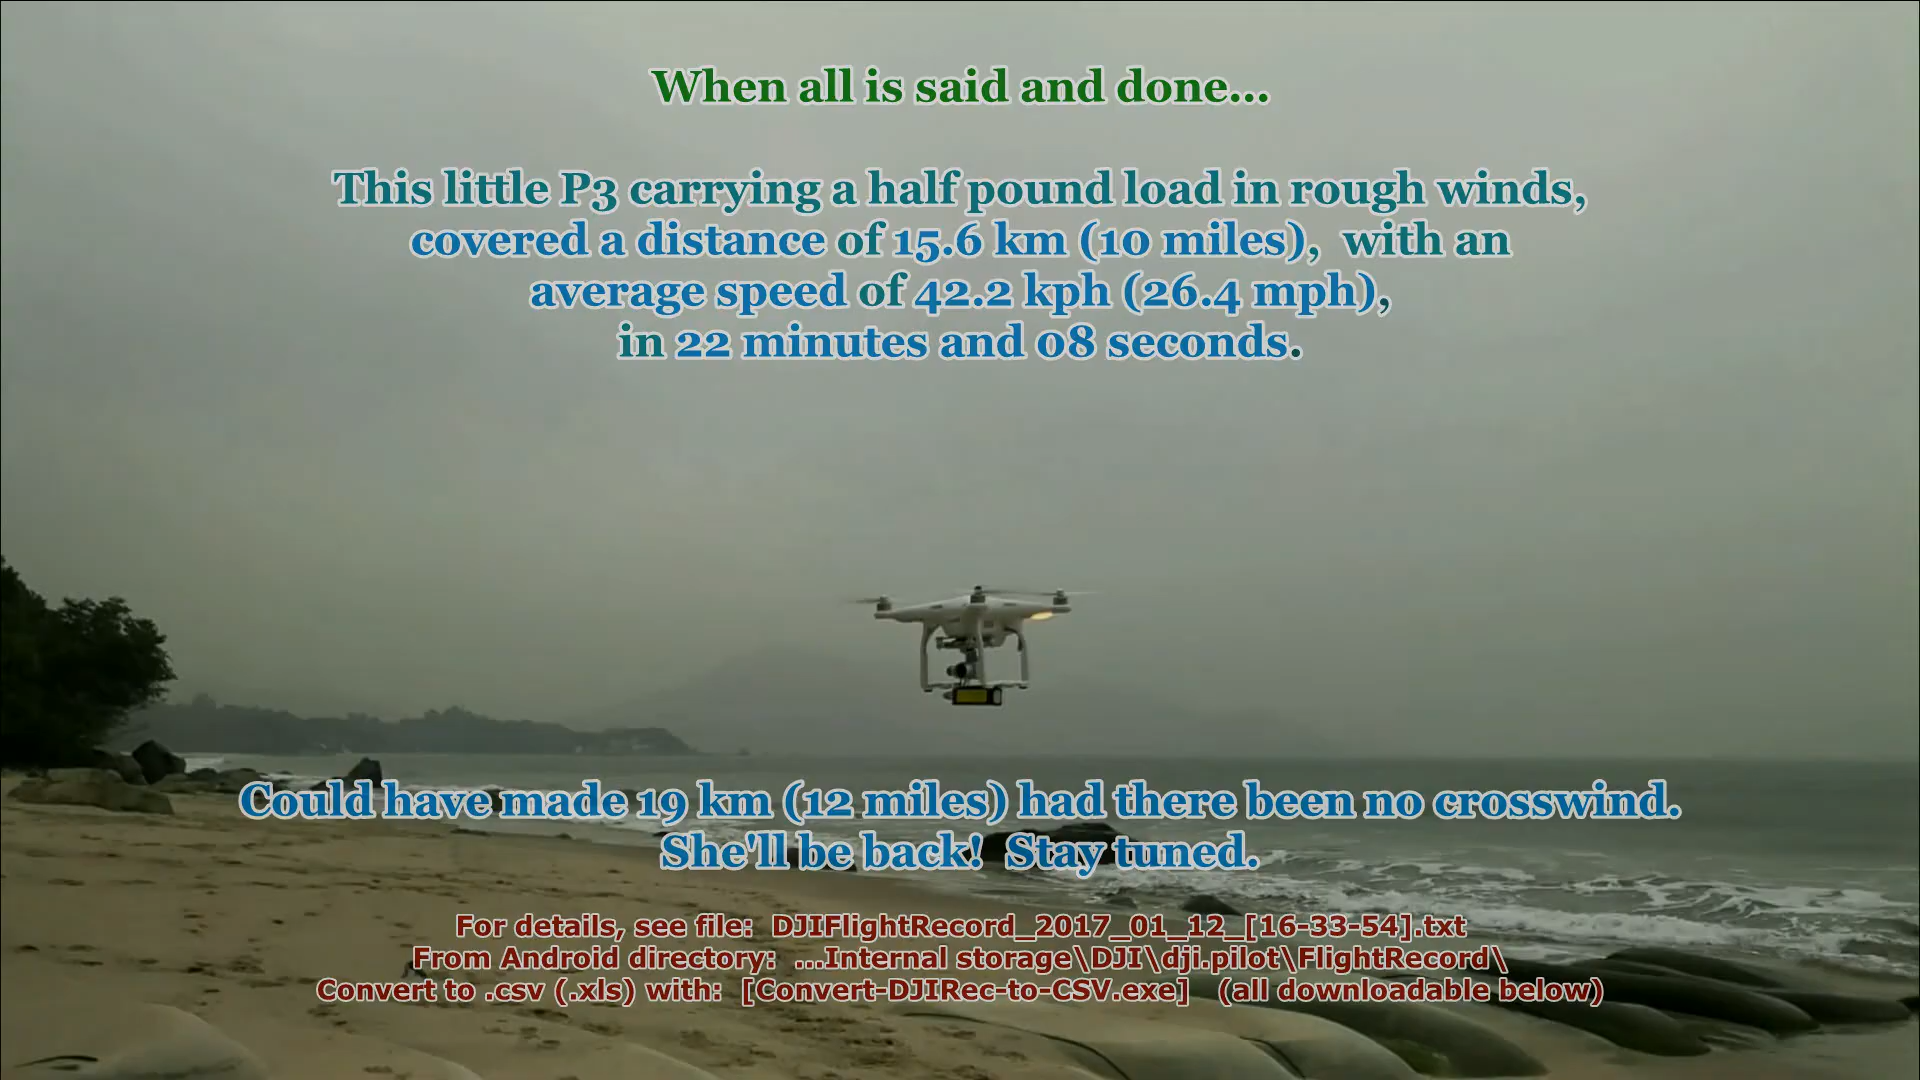 When all is said and done...
This little P3 carrying a half pound load in rough winds,
covered a distance of 15.6 km (10 miles),  with an
average speed of 42.2 kph (26.4 mph),
in 22 minutes and 08 seconds.
Could have made 19 km (12 miles) had there been no crosswind.
She'll be back!  Stay tuned.
For details, see file:  DJIFlightRecord_2017_01_12_[16-33-54].txt
From Android directory:  ...Internal storage\DJI\dji.pilot\FlightRecord\
Convert to .csv (.xls) with:  [Convert-DJIRec-to-CSV.exe]   (all downloadable below)